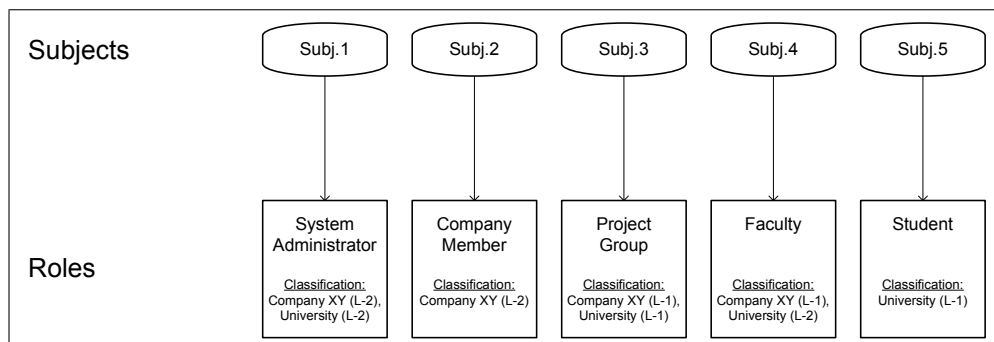 Subjects
Subj.1
Subj.2
Subj.3
Subj.4
Subj.5
Roles
System
Administrator
Classification:
Company XY (L-2),
University (L-2)
Company
Member
Classification:
Company XY (L-2)
Project
Group
Classification:
Company XY (L-1),
University (L-1)
Faculty
Classification:
Company XY (L-1),
University (L-2)
Student
Classification:
University (L-1)